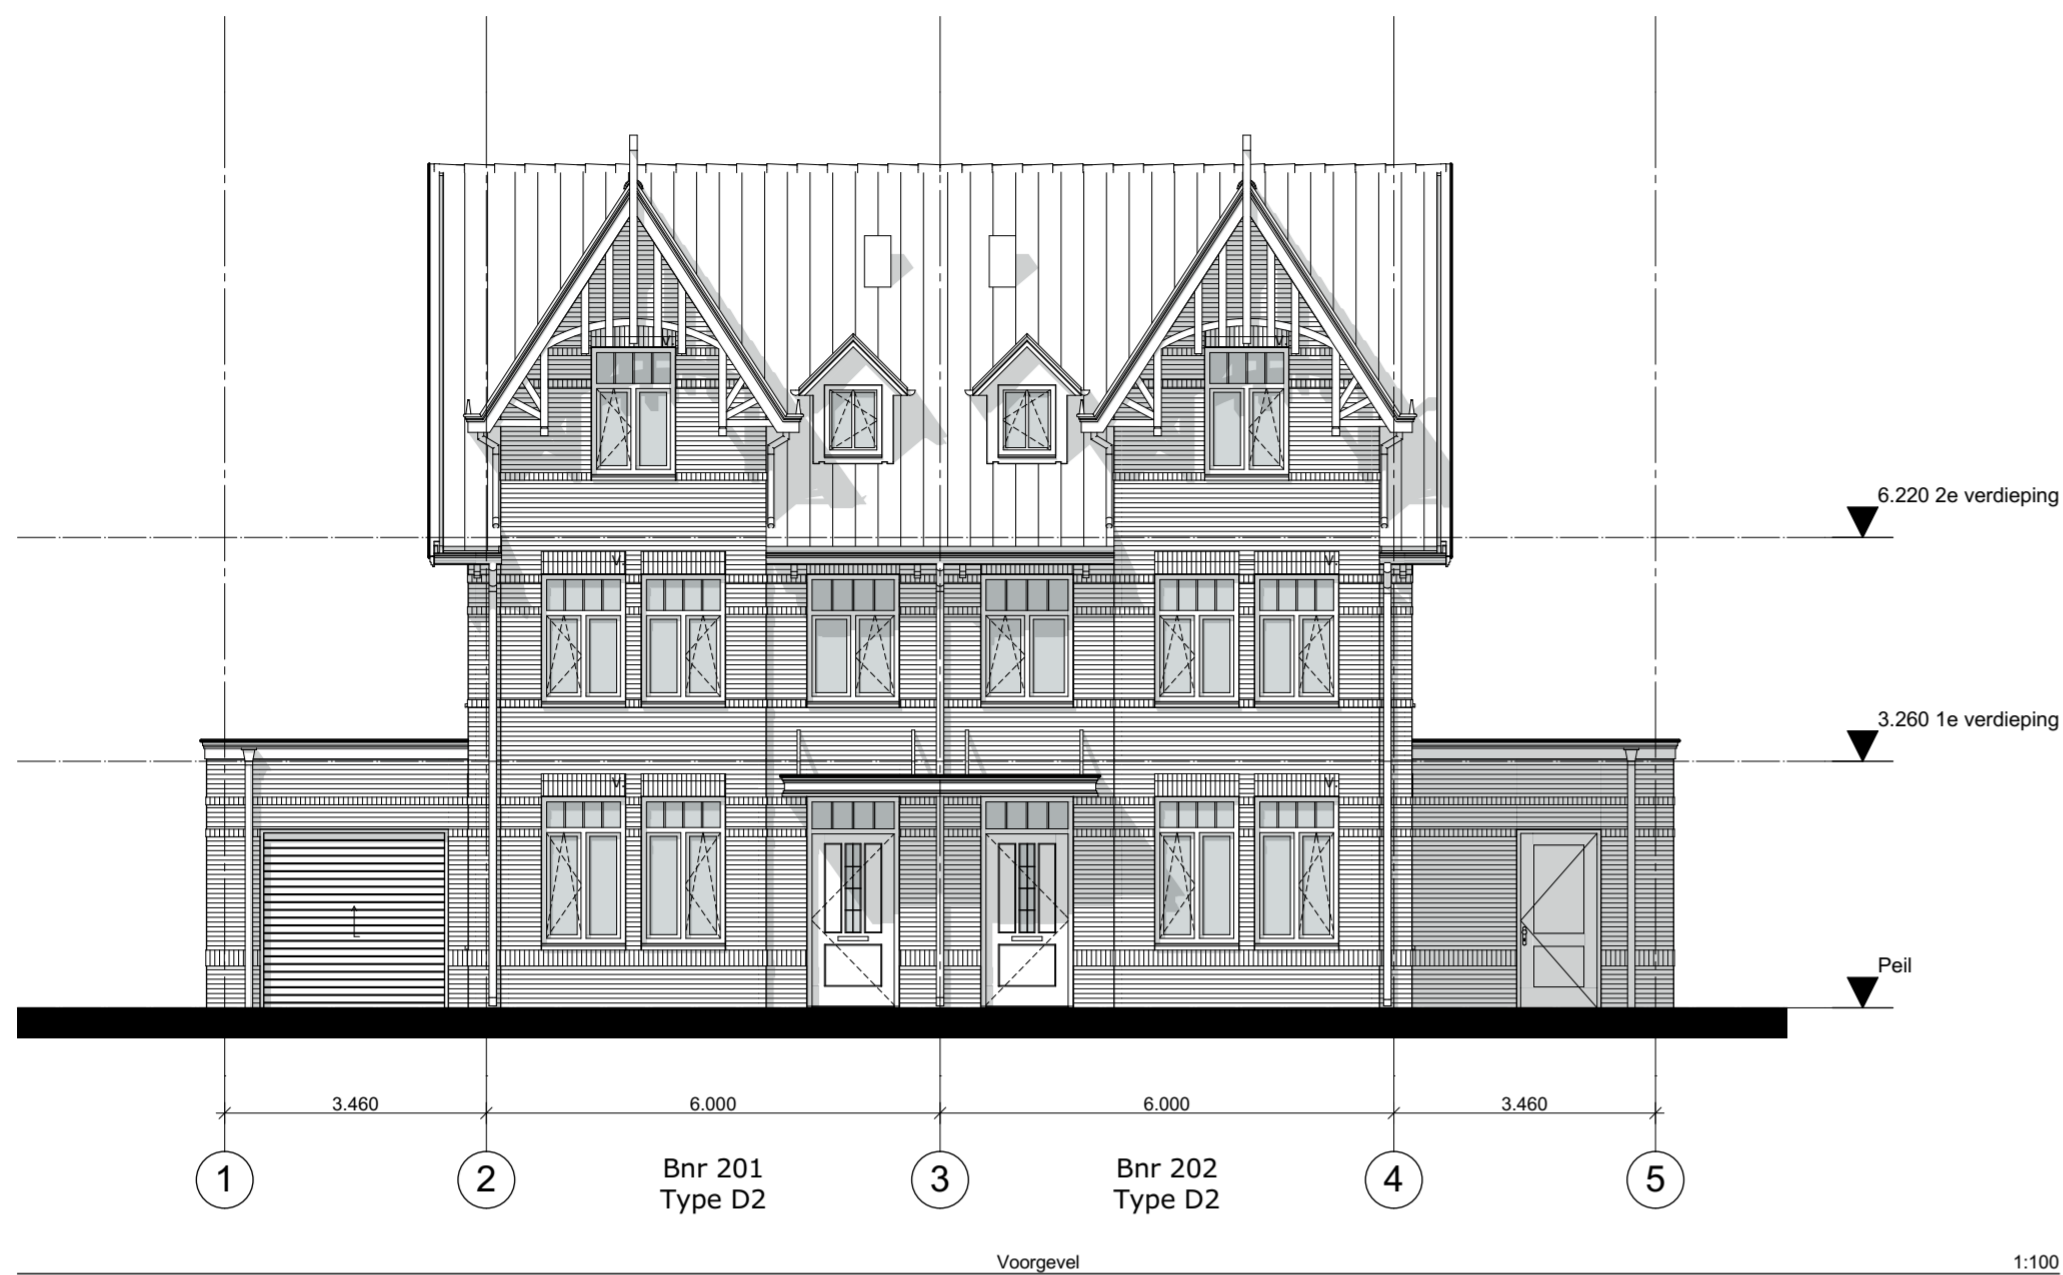 V.
V.
6.220 2e verdieping
V.
V.
3.260 1e verdieping
V.
V.
Peil
3.460
6.000
6.000
3.460
1
2
Bnr 201
Type D2
3
Bnr 202
Type D2
4
5
Voorgevel
1:100